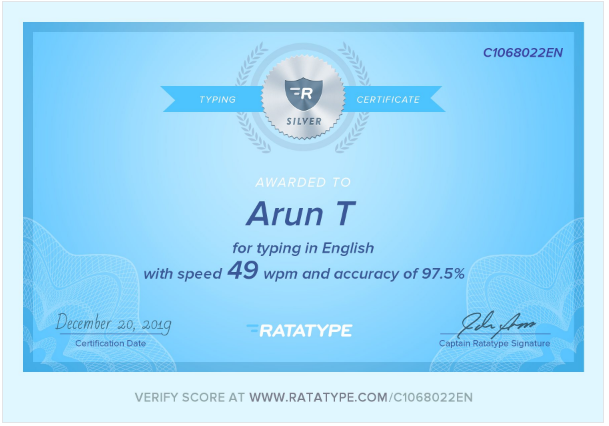 C1068022EN
TYPING
R
SILVER
CERTIFICATE
AWARDED TO
Arun T
for typing in English
with speed 49 wpm and accuracy of 97.5%
December 20, 2019
Certification Date
RATATYPE
Captain Ratatype Signature
VERIFY SCORE AT WWW.RATATYPE.COM/C1068022EN